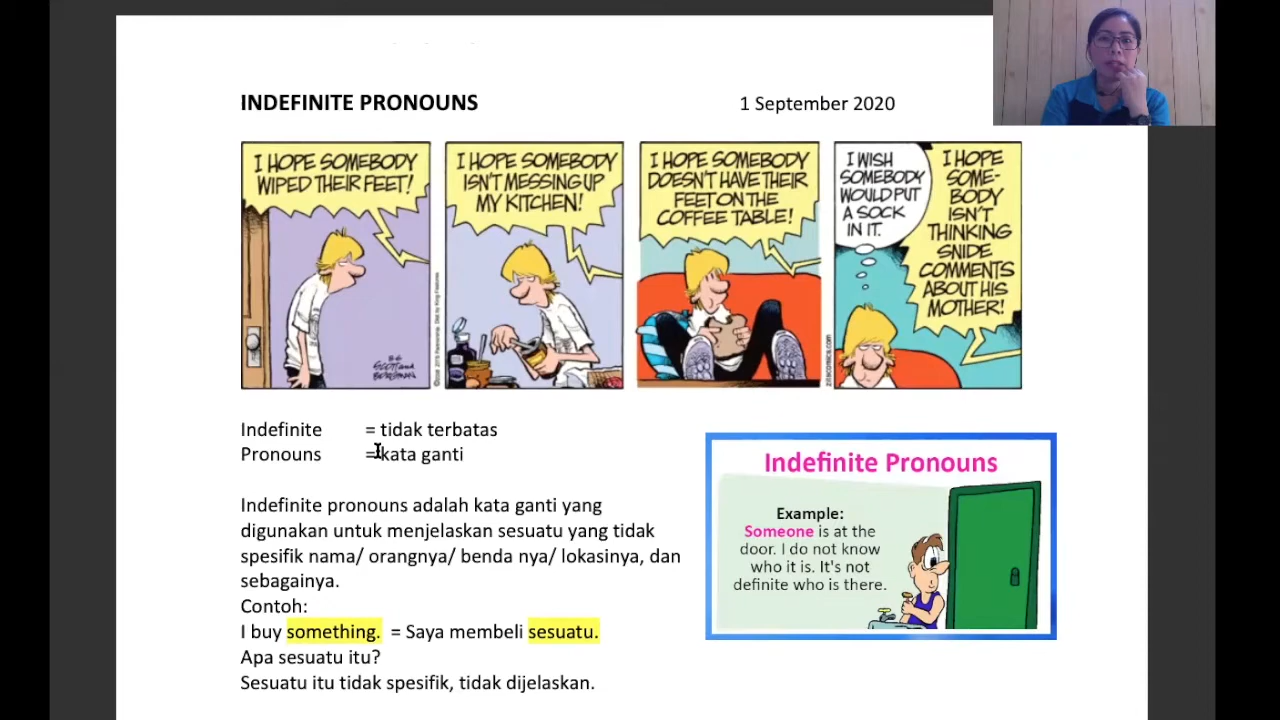 INDEFINITE PRONOUNS
1 September 2020
I HOPE SOMEBODY
WIPED THEIR FEET!
I HOPE SOMEBODY
ISN'T MESSING UP
MY KITCHEN!
I HOPE SOMEBODY
DOESN'T HAVE THEIR
FEET ON THE
COFFEE TABLE!
I WISH
SOMEBODY
WOULD PUT
A SOCK
IN IT.
I HOPE
SOME-
BODY
ISN'T
THINKING
SNIDE
COMMENTS
ABOUT HIS
MOTHER!
Indefinite = tidak terbatas
Pronouns = kata ganti
Indefinite pronouns adalah kata ganti yang
digunakan untuk menjelaskan sesuatu yang tidak
spesifik nama/ orangnya/ benda nya/ lokasinya, dan
sebagainya.
Contoh:
I buy something. = Saya membeli sesuatu.
Apa sesuatu itu?
Sesuatu itu tidak spesifik, tidak dijelaskan.
Indefinite Pronouns
Example:
Someone is at the
door. I do not know
who it is. It's not
definite who is there.